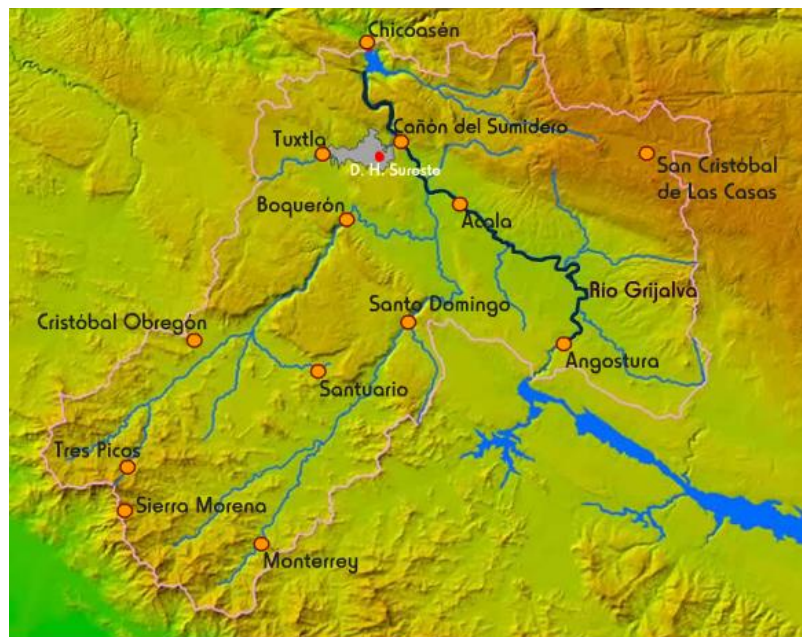 Chicoasén
Tuxtla
Cañón del Sumidero
D. H. Sureste
San Cristóbal
de Las Casas
Boquerón
Acala
Río Grijalva
Cristóbal Obregón
Santo Domingo
Angostura
Santuario
Tres Picos
Sierra Morena
Monterrey